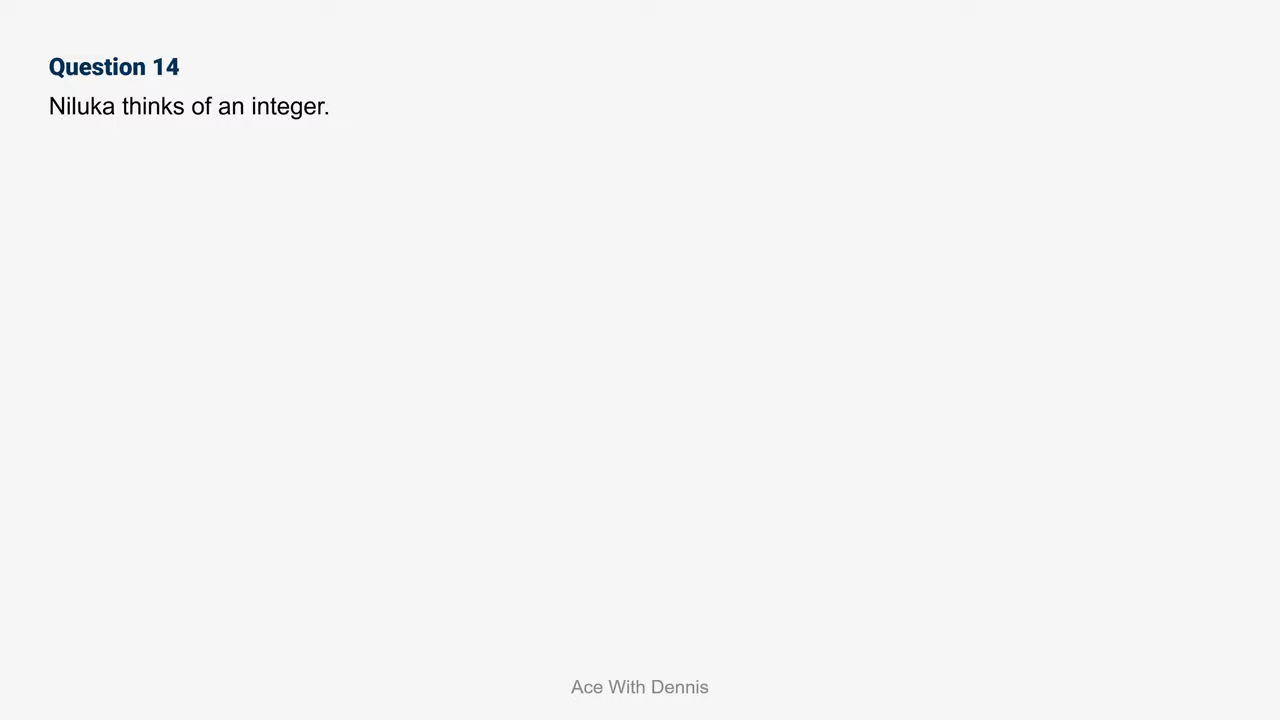 Question 14
Niluka thinks of an integer.
Ace With Dennis